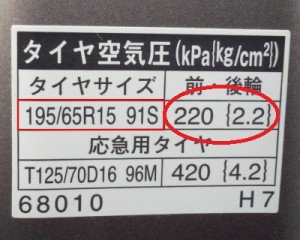 タイヤ空気圧(kPa{kg/cm²})
タイヤサイズ 前 後輪
195/65R15 91S 220 {2.2}
応急用タイヤ
T125/70D16 96M 420 {4.2}
68010 H7